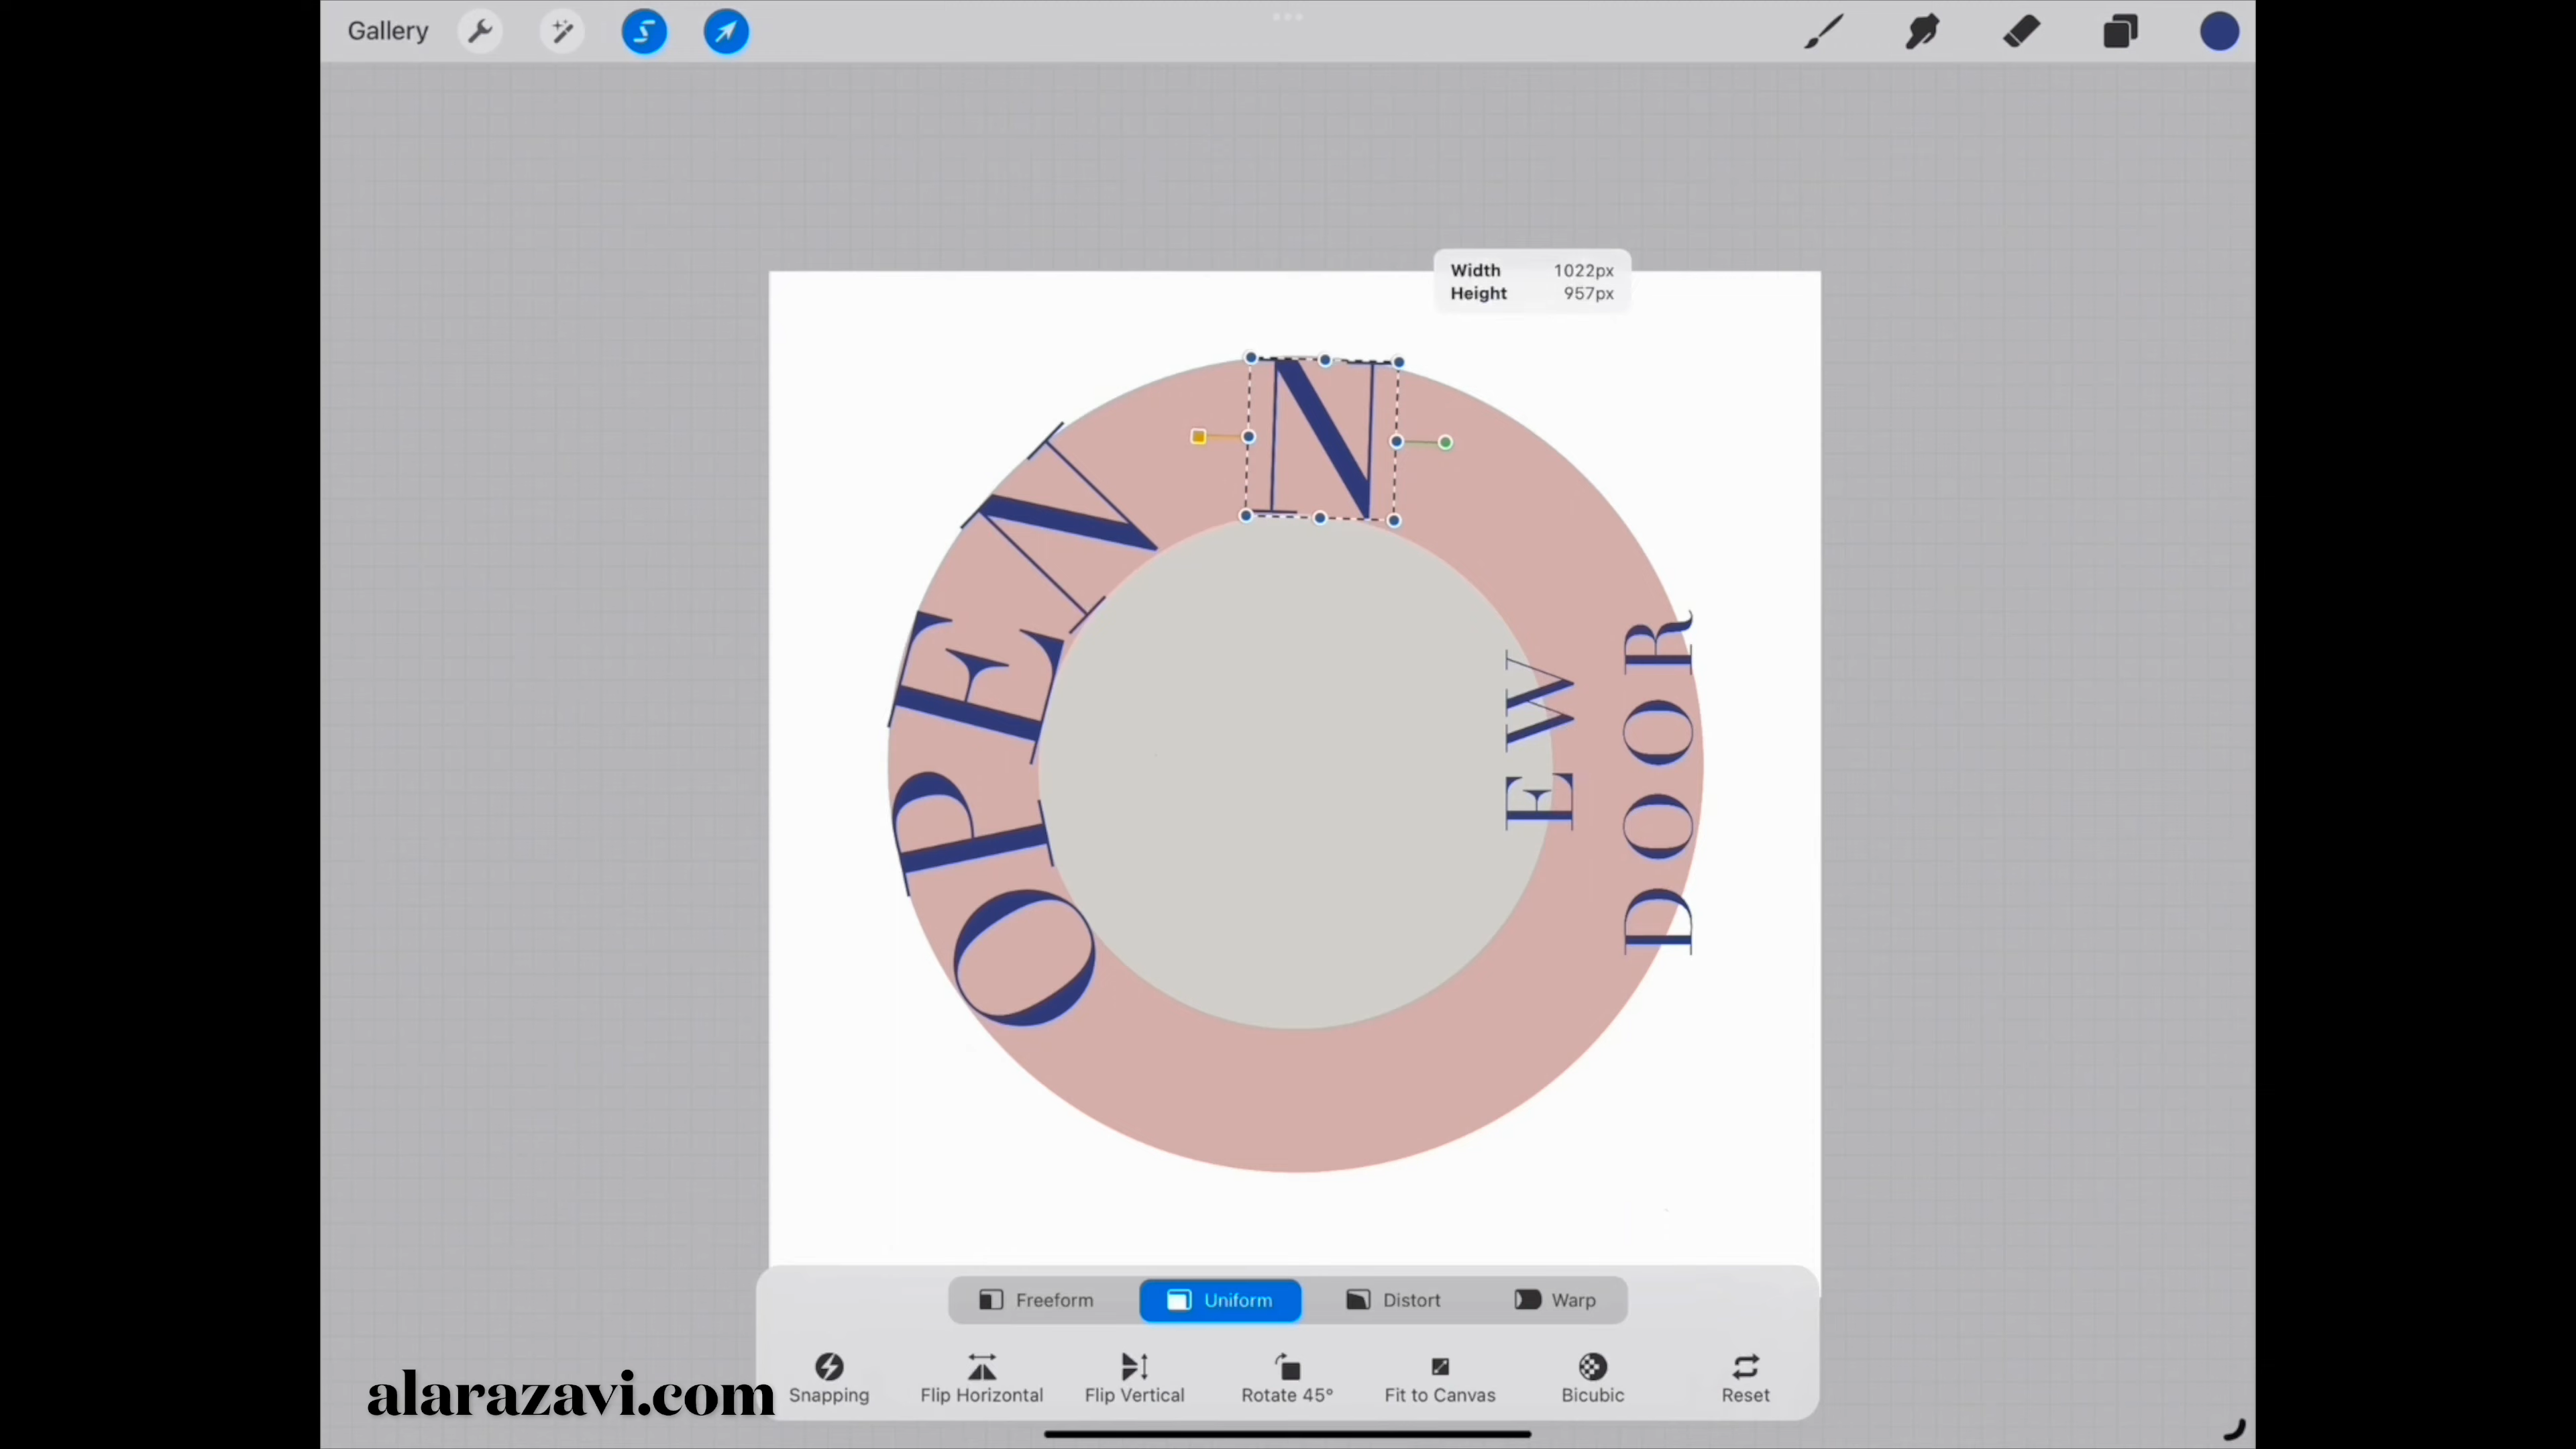 Gallery
Width 1022px
Height 957px
OPEN
N
EW
DOOR
Freeform Uniform Distort Warp
Snapping Flip Horizontal Flip Vertical Rotate 45° Fit to Canvas Bicubic Reset
alarazavi.com